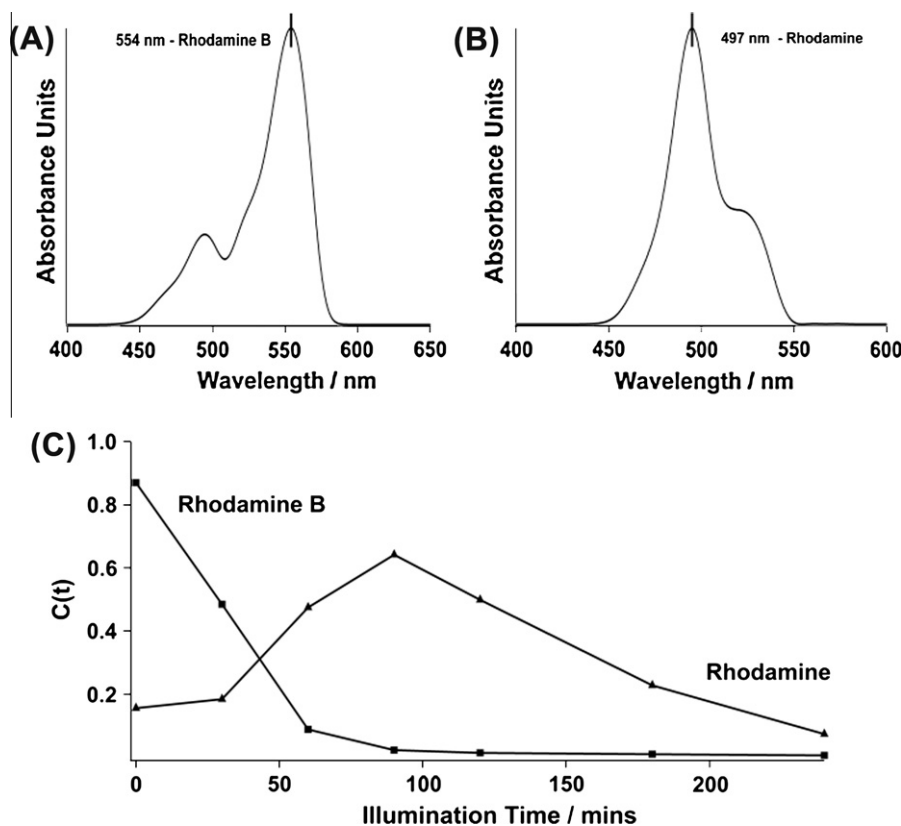 (A)
554 nm - Rhodamine B
Absorbance Units
400 450 500 550 600 650
Wavelength / nm
(B)
497 nm - Rhodamine
Absorbance Units
400 450 500 550 600
Wavelength / nm
(C)
1.0
0.8
0.6
0.4
0.2
C(t)
Rhodamine B
Rhodamine
0 50 100 150 200
Illumination Time / mins